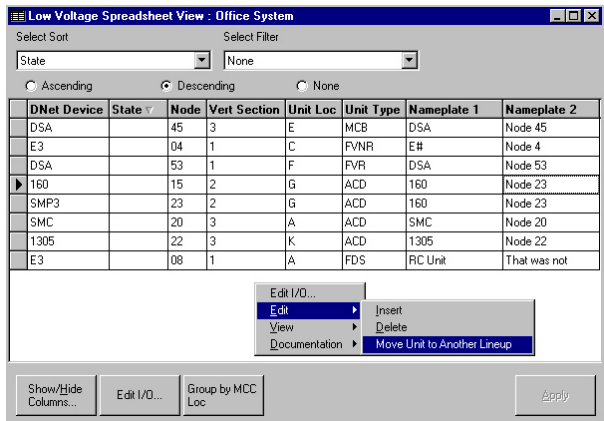 Low Voltage Spreadsheet View : Office System
Select Sort Select Filter
State None
Ascending Descending None
DNet Device State Node Vert Section Unit Loc Unit Type Nameplate 1 Nameplate 2
DSA 45 3 E MCB DSA Node 45
E3 04 1 C FVNR E# Node 4
DSA 53 1 F FVR DSA Node 53
160 15 2 G ACD 160 Node 23
SMP3 23 2 G ACD 160 Node 23
SMC 20 3 A ACD SMC Node 20
1305 22 3 K ACD 1305 Node 22
E3 08 1 A FDS RC Unit That was not
Edit I/O...
Edit Insert
View Delete
Documentation Move Unit to Another Lineup
Show/Hide Columns... Edit I/O... Group by MCC Loc Apply